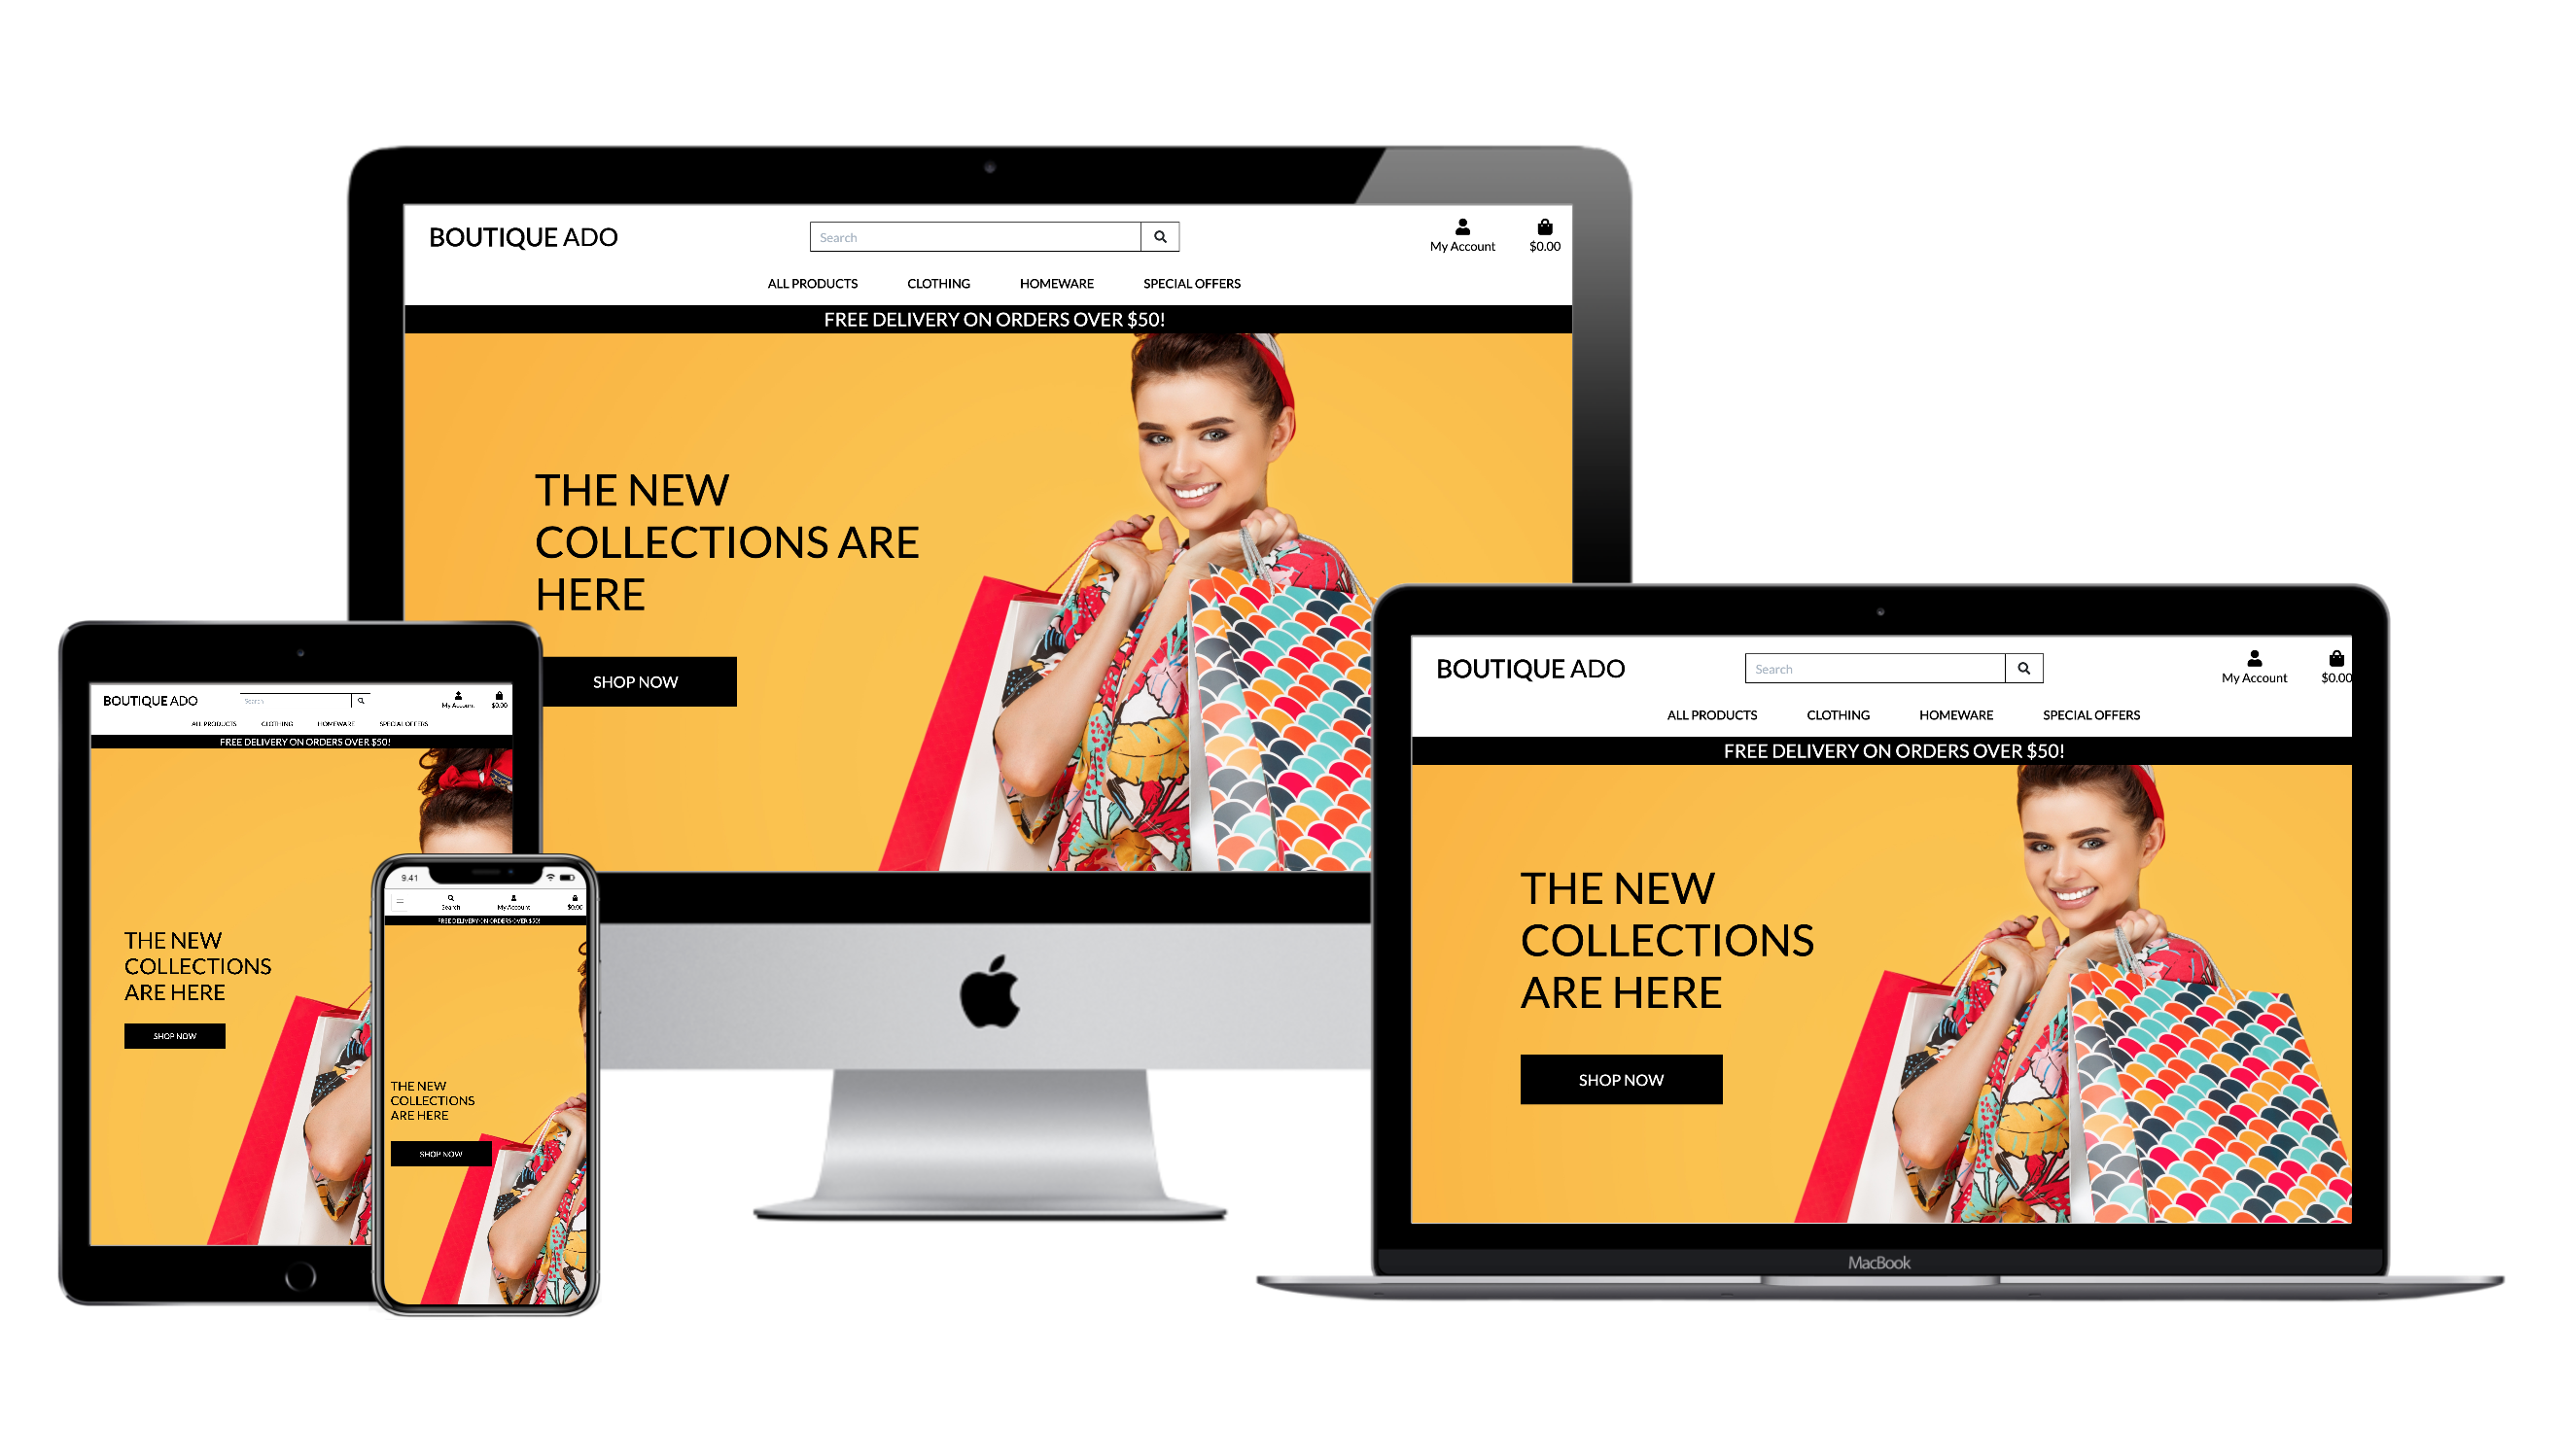 BOUTIQUE ADO
Search
My Account
$0.00
ALL PRODUCTS CLOTHING HOMEWARE SPECIAL OFFERS
FREE DELIVERY ON ORDERS OVER $50!
THE NEW
COLLECTIONS ARE
HERE
SHOP NOW
BOUTIQUE ADO
Search
My Account
$0.00
ALL PRODUCTS CLOTHING HOMEWARE SPECIAL OFFERS
FREE DELIVERY ON ORDERS OVER $50!
THE NEW
COLLECTIONS
ARE HERE
SHOP NOW
9.41
Search
My Account
$0.00
FREE DELIVERY ON ORDERS OVER $50!
THE NEW
COLLECTIONS
ARE HERE
SHOP NOW
BOUTIQUE ADO
Search
My Account
$0.00
ALL PRODUCTS CLOTHING HOMEWARE SPECIAL OFFERS
FREE DELIVERY ON ORDERS OVER $50!
THE NEW
COLLECTIONS
ARE HERE
SHOP NOW
MacBook